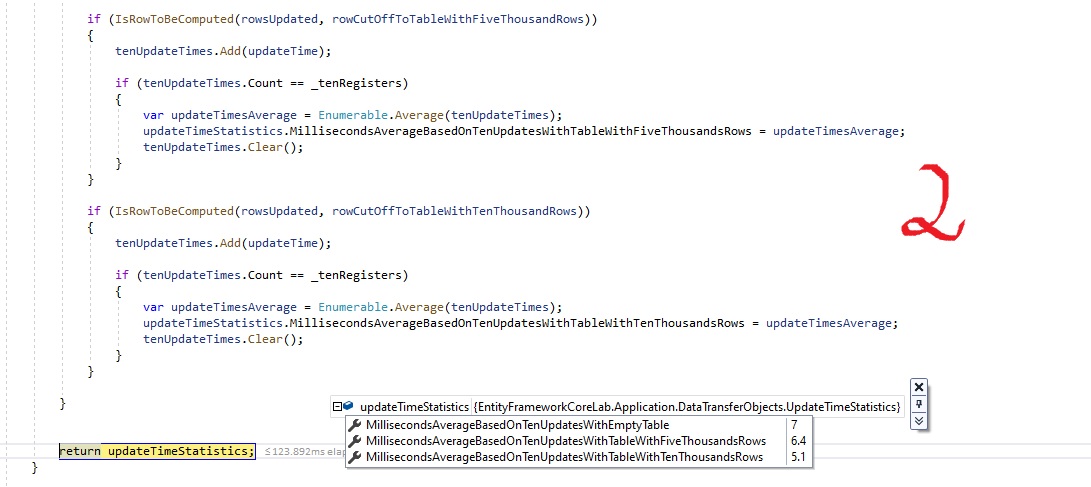 if (IsRowToBeComputed(rowsUpdated, rowCutOffToTableWithFiveThousandRows))
{
tenUpdateTimes.Add(updateTime);
if (tenUpdateTimes.Count == _tenRegisters)
{
var updateTimesAverage = Enumerable.Average(tenUpdateTimes);
updateTimeStatistics.MillisecondsAverageBasedOnTenUpdatesWithTableWithFiveThousandsRows = updateTimesAverage;
tenUpdateTimes.Clear();
}
}
2
if (IsRowToBeComputed(rowsUpdated, rowCutOffToTableWithTenThousandRows))
{
tenUpdateTimes.Add(updateTime);
if (tenUpdateTimes.Count == _tenRegisters)
{
var updateTimesAverage = Enumerable.Average(tenUpdateTimes);
updateTimeStatistics.MillisecondsAverageBasedOnTenUpdatesWithTableWithTenThousandsRows = updateTimesAverage;
tenUpdateTimes.Clear();
}
}
}
updateTimeStatistics {EntityFrameworkCoreLab.Application.DataTransferObjects.UpdateTimeStatistics}
MillisecondsAverageBasedOnTenUpdatesWithEmptyTable 7
MillisecondsAverageBasedOnTenUpdatesWithTableWithFiveThousandsRows 6.4
MillisecondsAverageBasedOnTenUpdatesWithTableWithTenThousandsRows 5.1
return updateTimeStatistics; ≤123.892ms elap
}